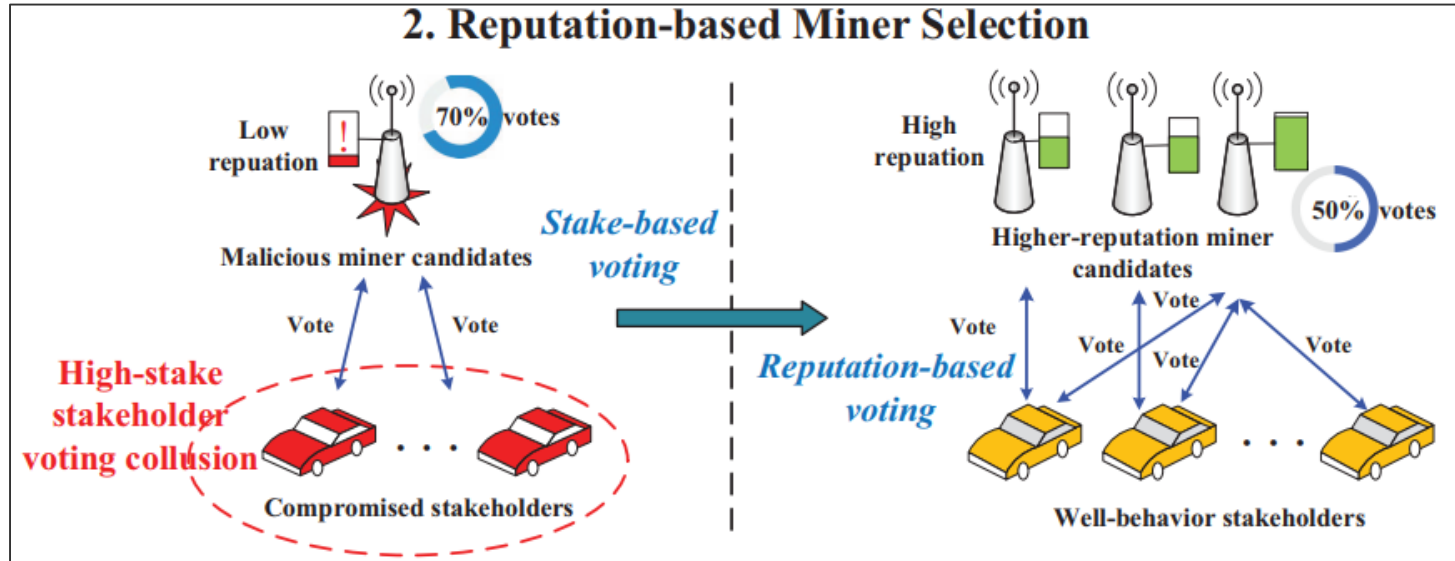 2. Reputation-based Miner Selection
Low
repuation
!
70%
votes
Malicious miner candidates
Vote
Vote
High-stake
stakeholder
voting collusion
. . .
Compromised stakeholders
Stake-based
voting
Reputation-based
voting
High
repuation
50%
votes
Higher-reputation miner
candidates
Vote
Vote
Vote
Vote
Vote
. . .
Well-behavior stakeholders